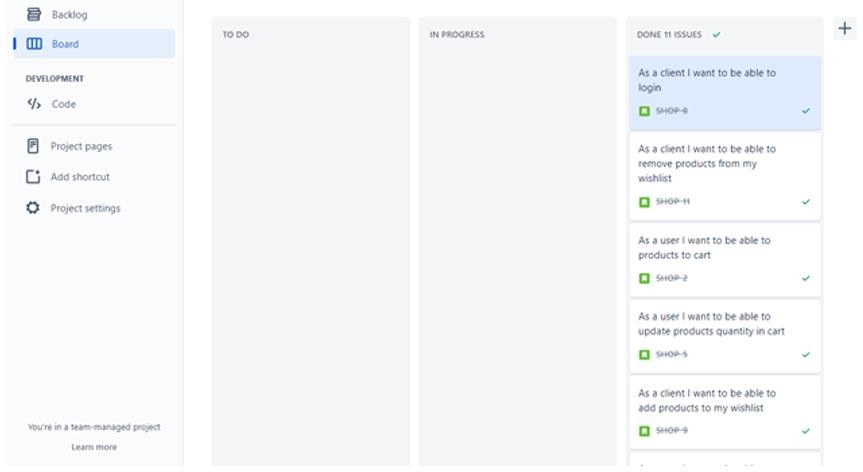 Backlog
Board
DEVELOPMENT
Code
Project pages
Add shortcut
Project settings
You're in a team-managed project
Learn more
TO DO
IN PROGRESS
DONE 11 ISSUES
As a client I want to be able to
login
SHOP-8
As a client I want to be able to
remove products from my
wishlist
SHOP-11
As a user I want to be able to
products to cart
SHOP-2
As a user I want to be able to
update products quantity in cart
SHOP-5
As a client I want to be able to
add products to my wishlist
SHOP-9